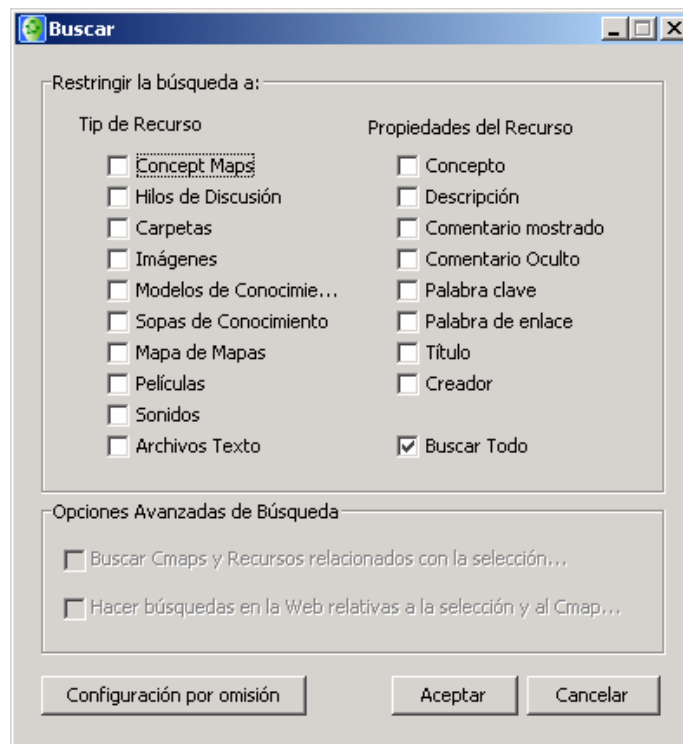 Buscar
Restringir la búsqueda a:
Tip de Recurso
Concept Maps
Hilos de Discusión
Carpetas
Imágenes
Modelos de Conocimie...
Sopas de Conocimiento
Mapa de Mapas
Películas
Sonidos
Archivos Texto
Propiedades del Recurso
Concepto
Descripción
Comentario mostrado
Comentario Oculto
Palabra clave
Palabra de enlace
Título
Creador
Buscar Todo
Opciones Avanzadas de Búsqueda
Buscar Cmaps y Recursos relacionados con la selección...
Hacer búsquedas en la Web relativas a la selección y al Cmap...
Configuración por omisión
Aceptar
Cancelar